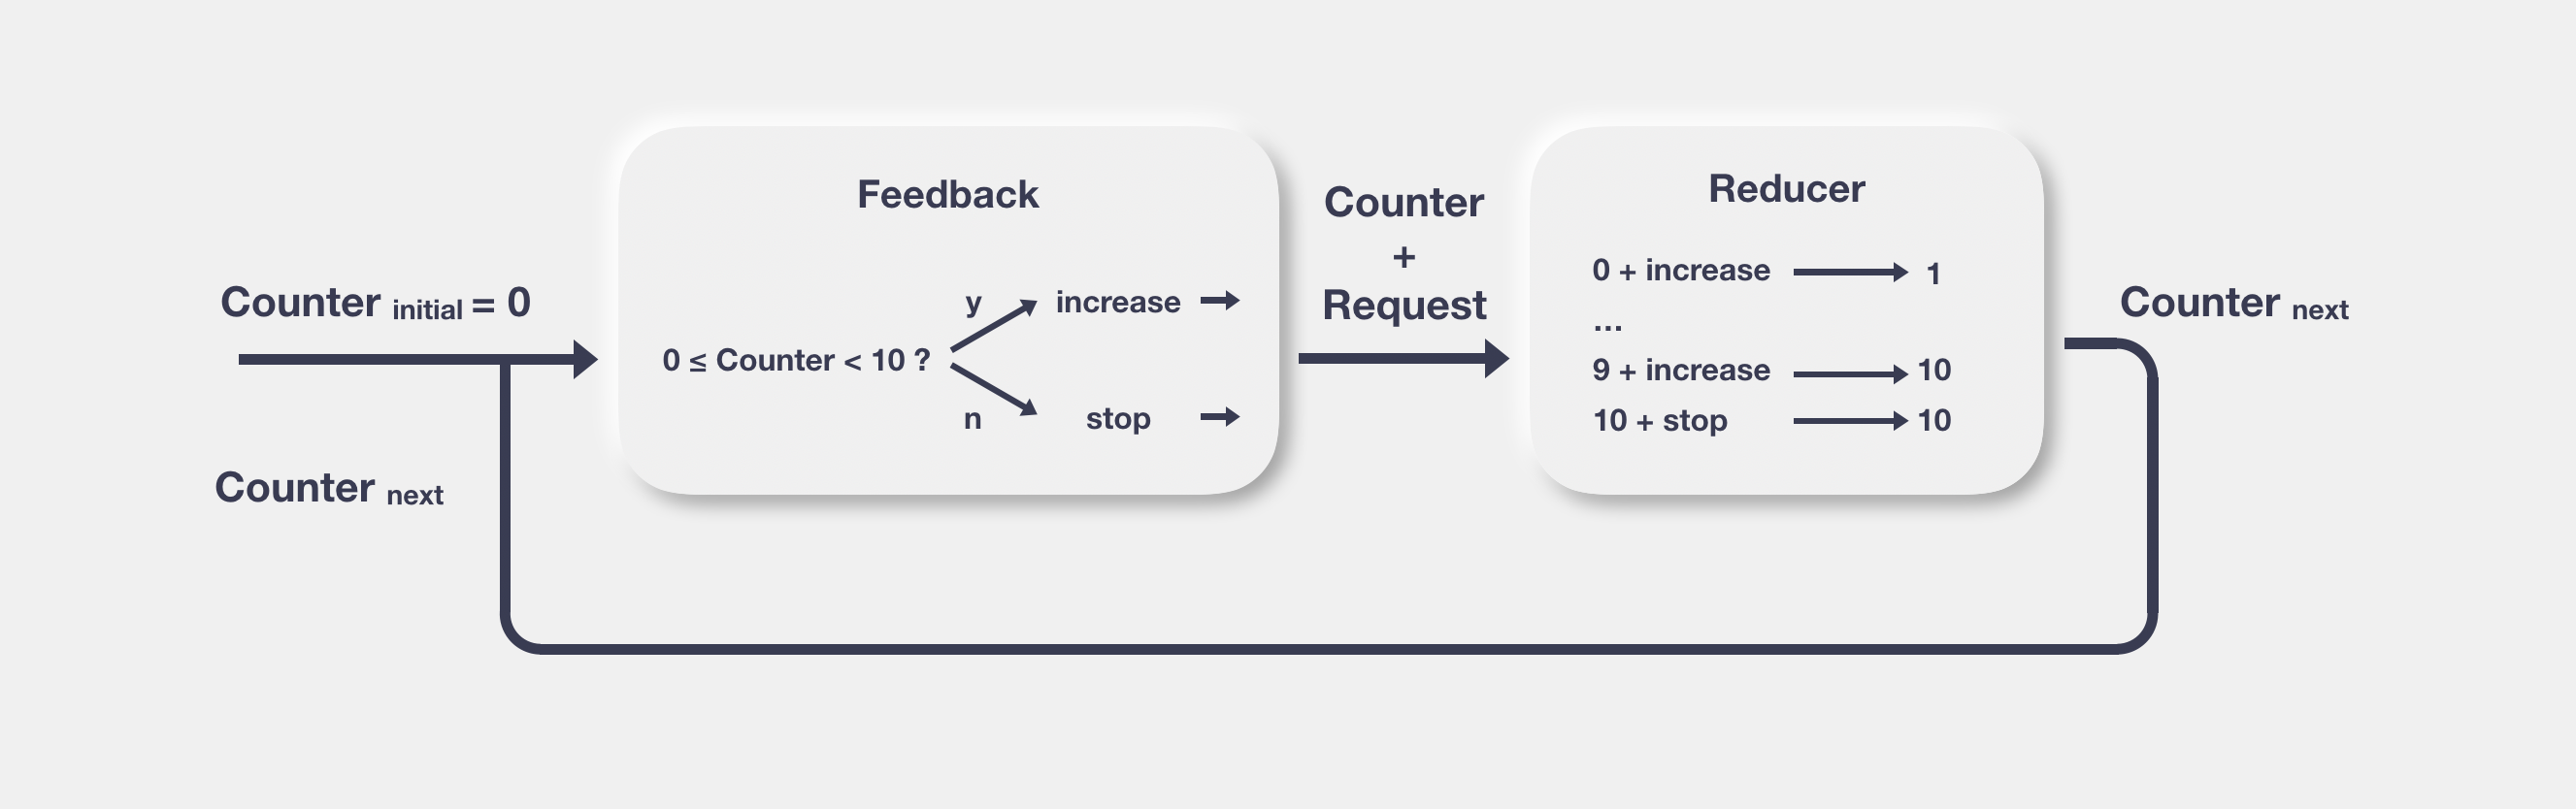 Counter initial = 0
Counter next
Feedback
0 ≤ Counter < 10 ?
y
increase
n
stop
Counter
+
Request
Reducer
0 + increase 1
...
9 + increase 10
10 + stop 10
Counter next